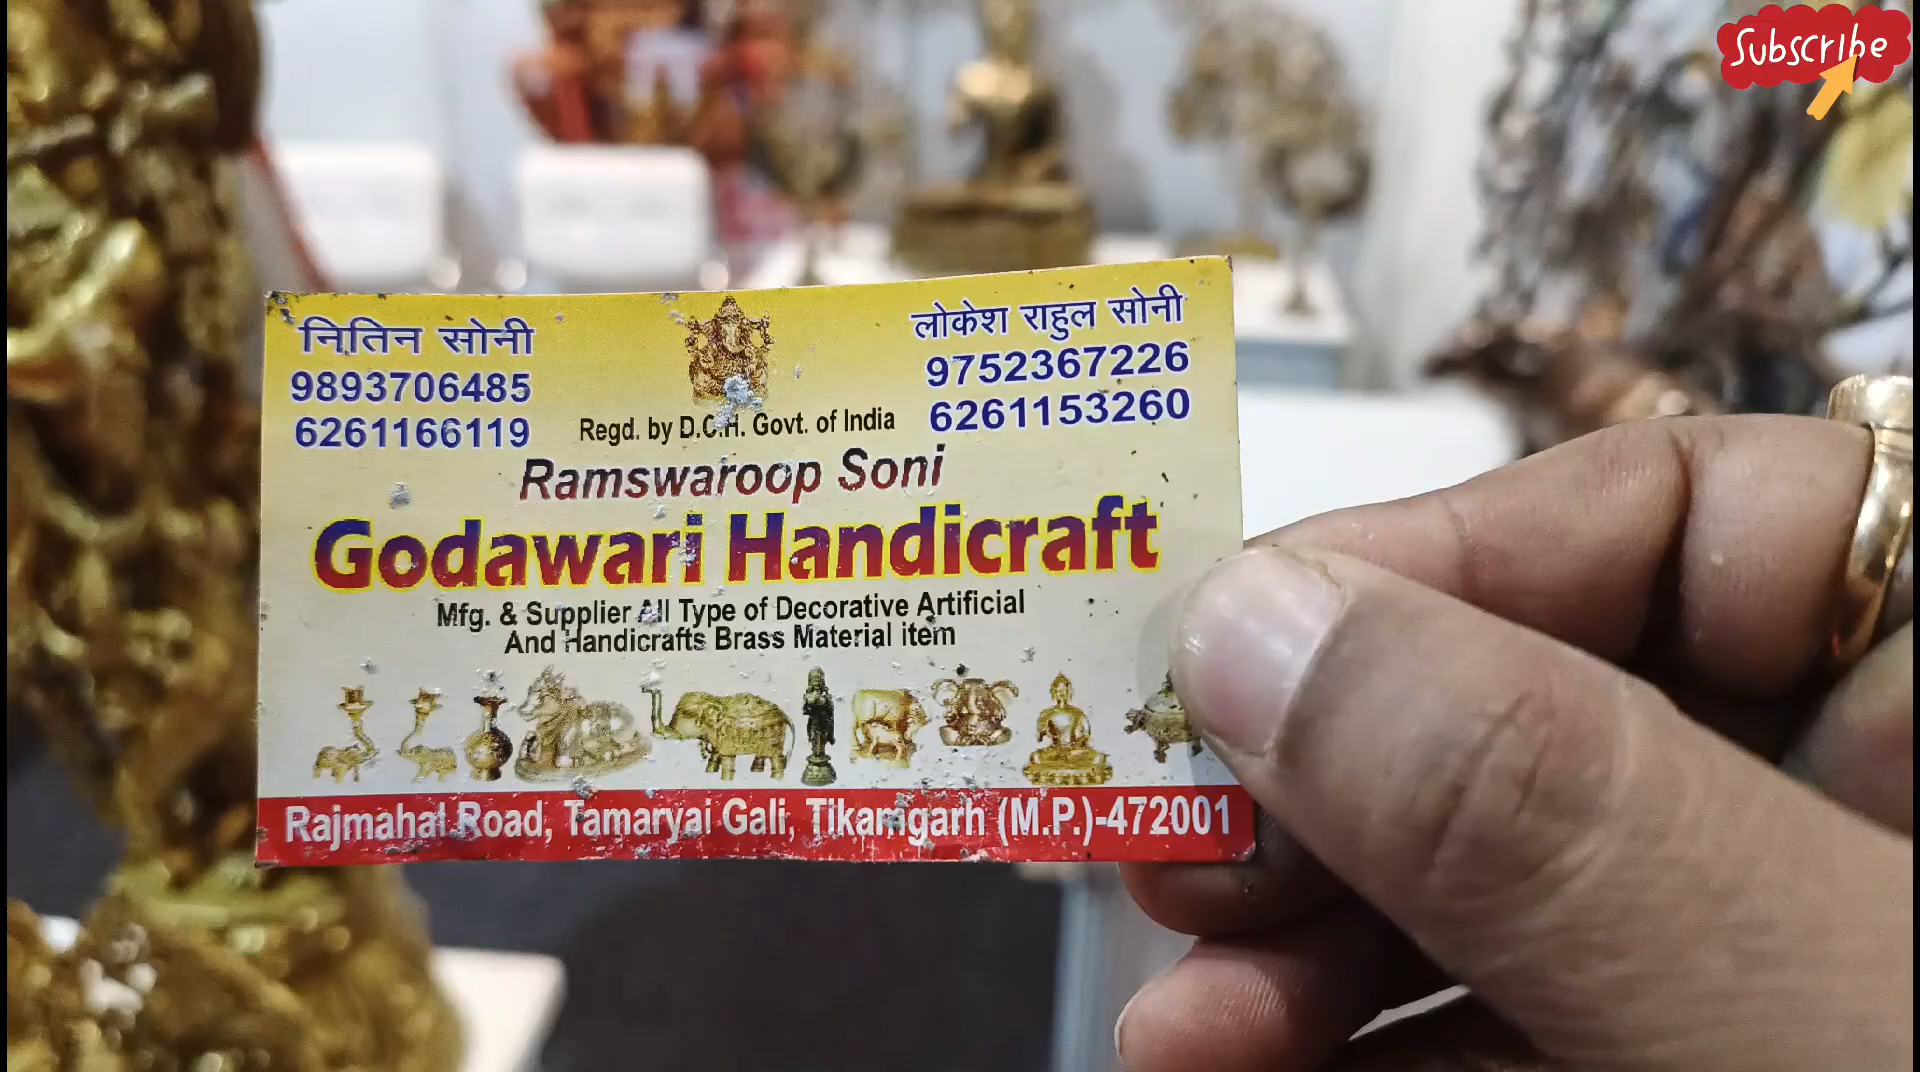 Subscribe
नितिन सोनी
9893706485
6261166119
लोकेश राहुल सोनी
9752367226
6261153260
Regd. by D.C.H. Govt. of India
Ramswaroop Soni
Godawari Handicraft
Mfg. & Supplier All Type of Decorative Artificial
And Handicrafts Brass Material item
Rajmahal Road, Tamaryai Gali, Tikamgarh (M.P.)-472001